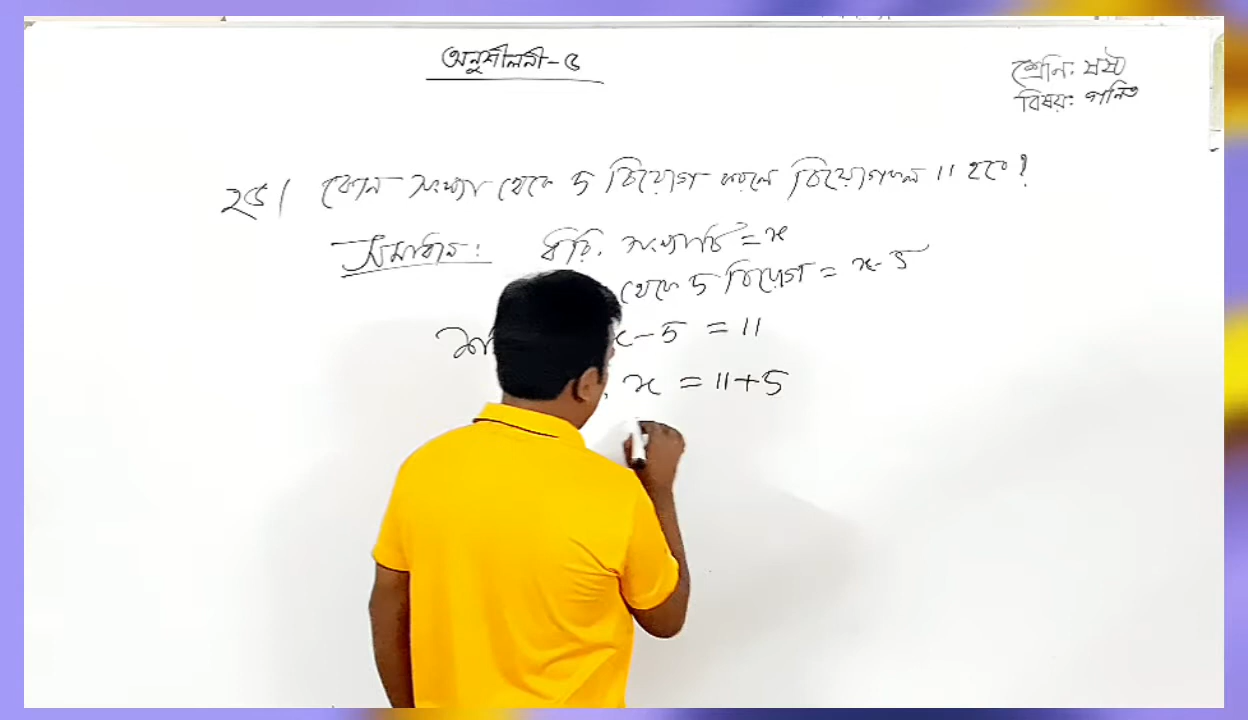 অনুশীলনী-৫
শ্রেনি: ষষ্ঠ
বিষয়: গনিত
২৫। কোন সংখ্যা থেকে 5 বিয়োগ করলে বিয়োগফল 11 হবে?
সমাধান: ধরি, সংখ্যাটি = x
থেকে 5 বিয়োগ = x-5
x-5 = 11
x = 11+5